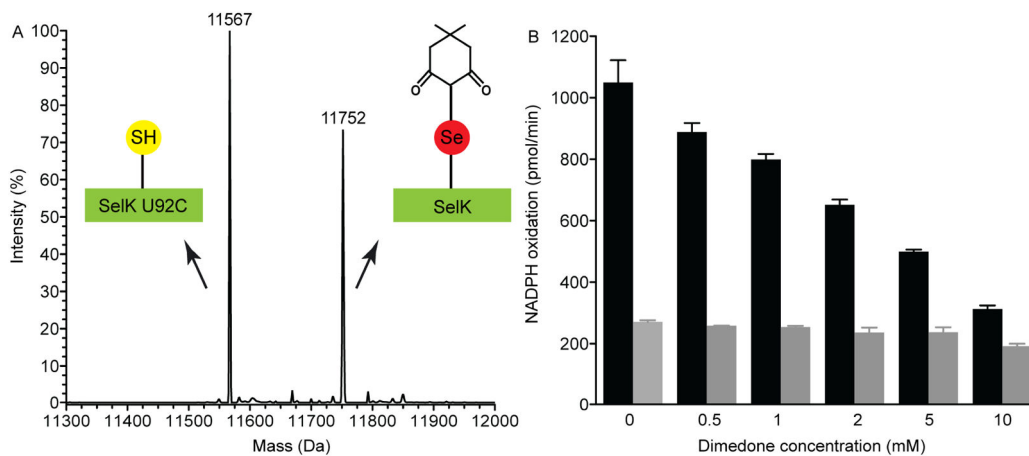 A
100
90
80
70
60
50
40
30
20
10
0
Intensity (%)
11567
11752
SH
SelK U92C
O
O
Se
SelK
11300
11400
11500
11600
11700
11800
11900
12000
Mass (Da)
B
1200
1000
800
600
400
200
0
NADPH oxidation (pmol/min)
0
0.5
1
2
5
10
Dimedone concentration (mM)